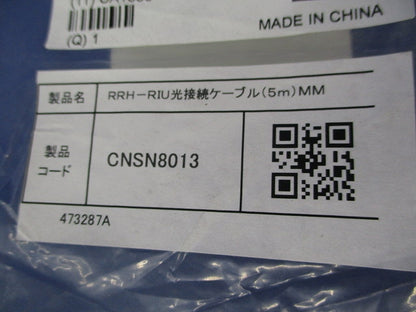 MADE IN CHINA
(Q) 1
製品名 RRH－RIU光接続ケーブル(5m)MM
製品
コード
CNSN8013
473287A